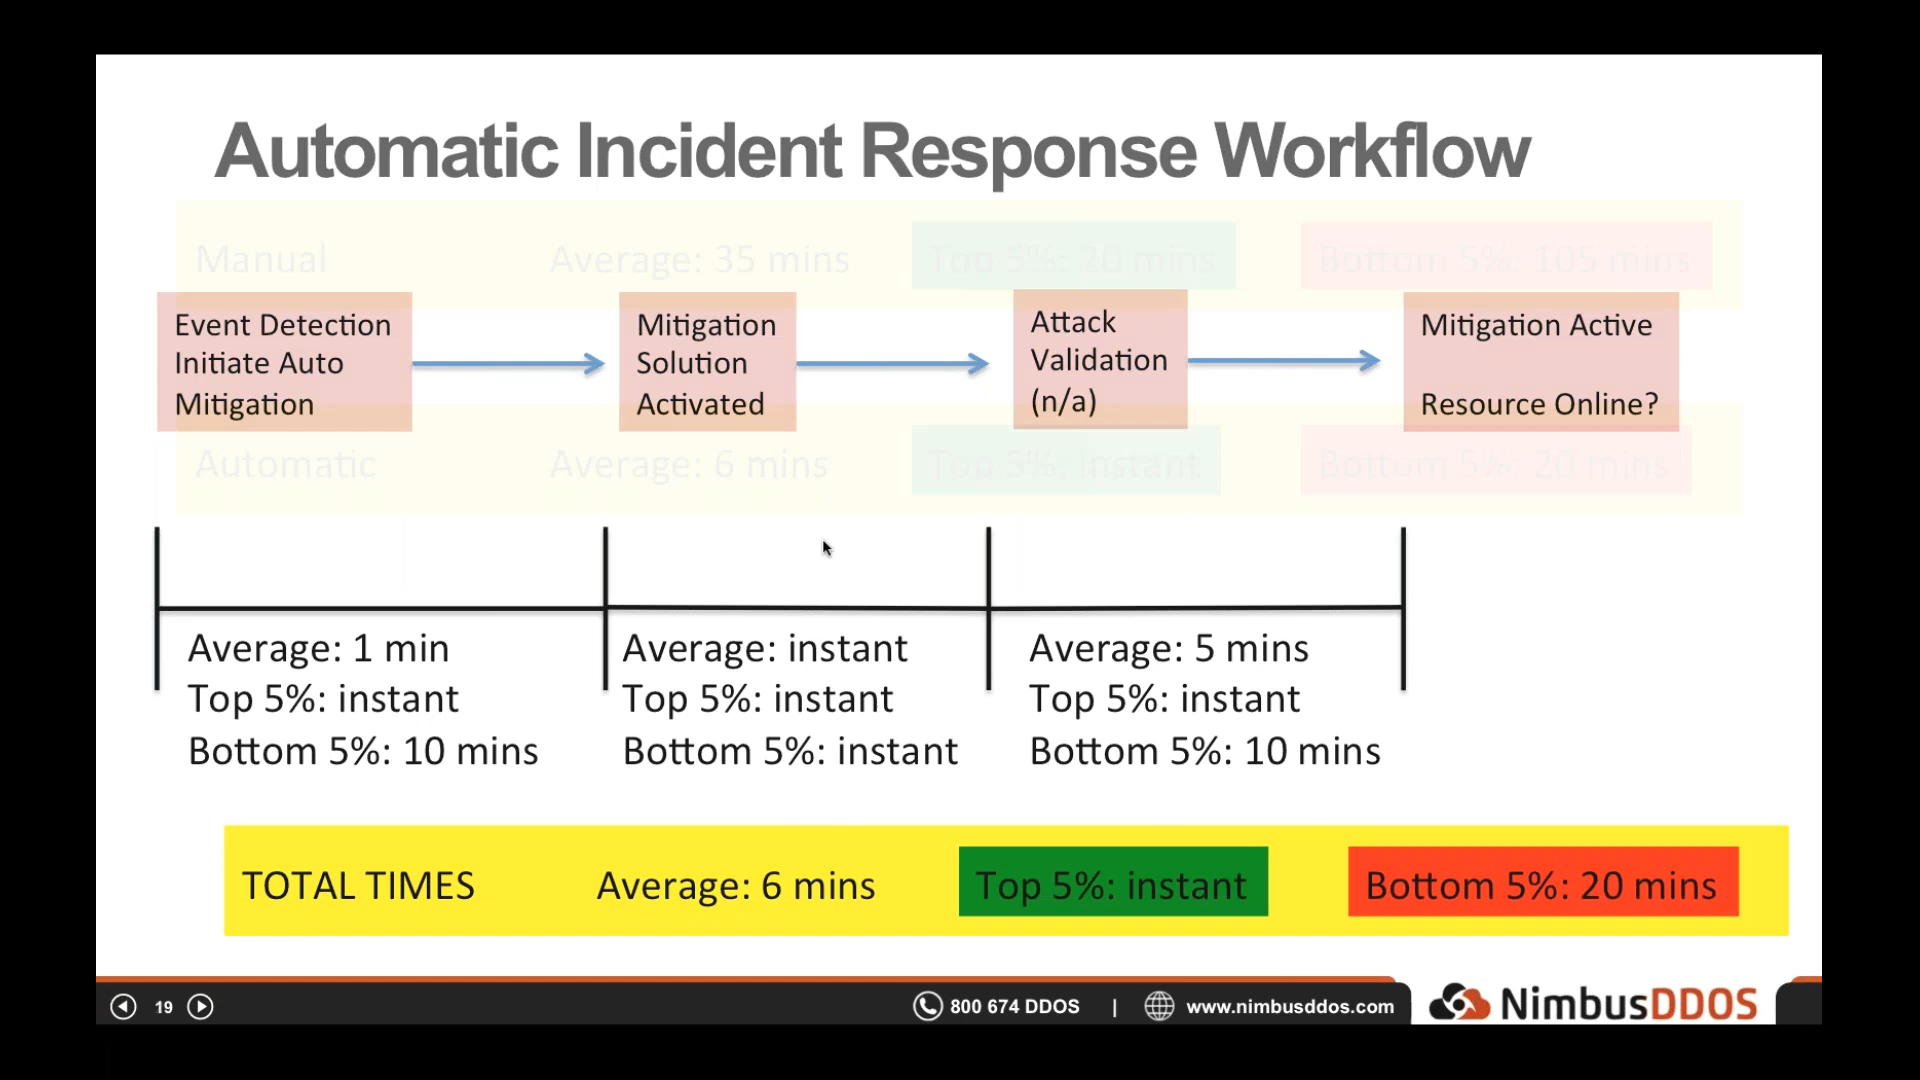 Automatic Incident Response Workflow
Manual Average: 35 mins Top 5%: 20 mins Bottom 5%: 105 mins
Event Detection
Initiate Auto
Mitigation
Mitigation
Solution
Activated
Attack
Validation
(n/a)
Mitigation Active
Resource Online?
Automatic Average: 6 mins Top 5%: Instant Bottom 5%: 20 mins
Average: 1 min
Top 5%: instant
Bottom 5%: 10 mins
Average: instant
Top 5%: instant
Bottom 5%: instant
Average: 5 mins
Top 5%: instant
Bottom 5%: 10 mins
TOTAL TIMES Average: 6 mins Top 5%: instant Bottom 5%: 20 mins
19 800 674 DDOS | www.nimbusddos.com NimbusDDOS